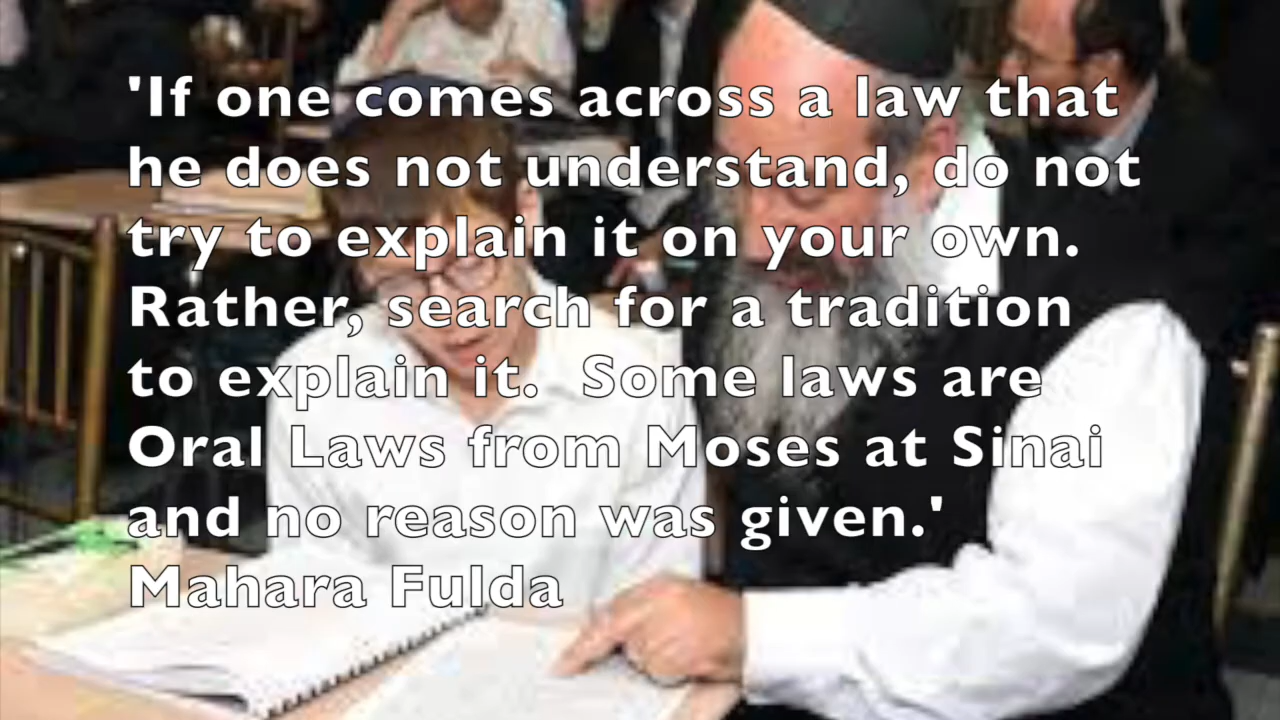 'If one comes across a law that
he does not understand, do not
try to explain it on your own.
Rather, search for a tradition
to explain it.  Some laws are
Oral Laws from Moses at Sinai
and no reason was given.'
Mahara Fulda